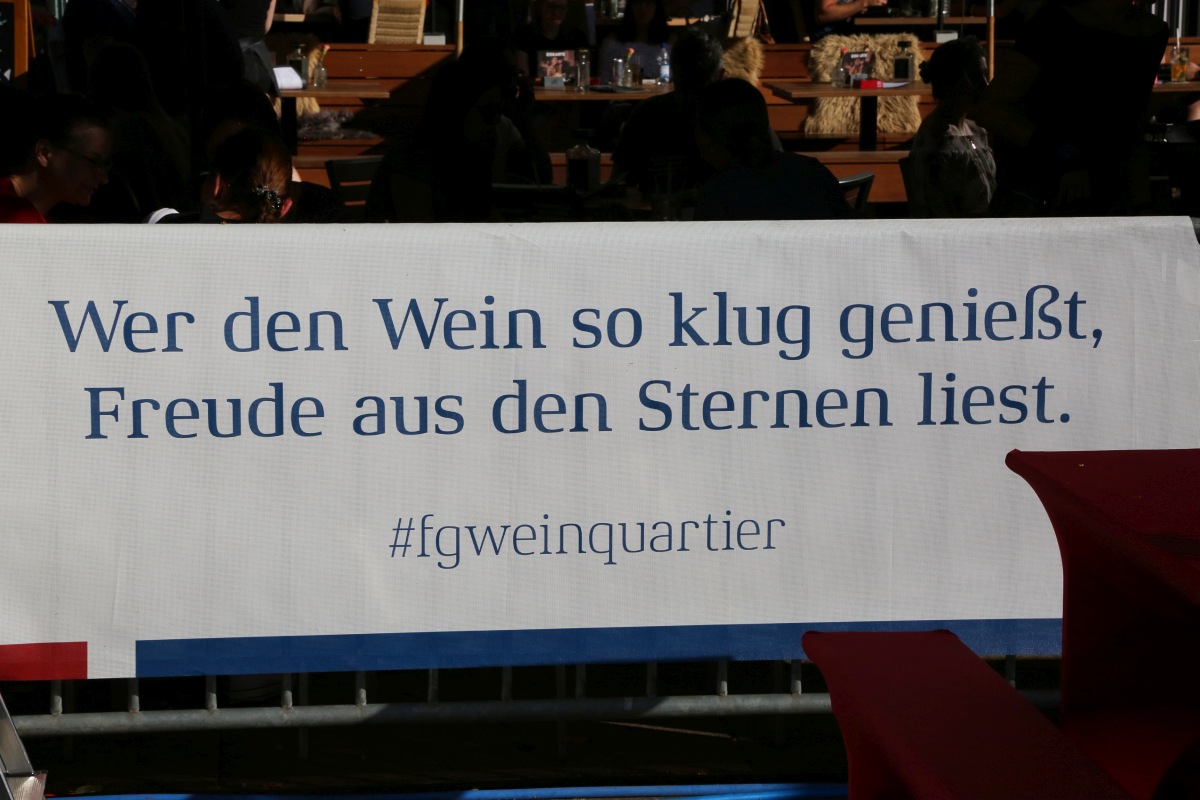 Wer den Wein so klug genießt,
Freude aus den Sternen liest.
#fgweinquartier